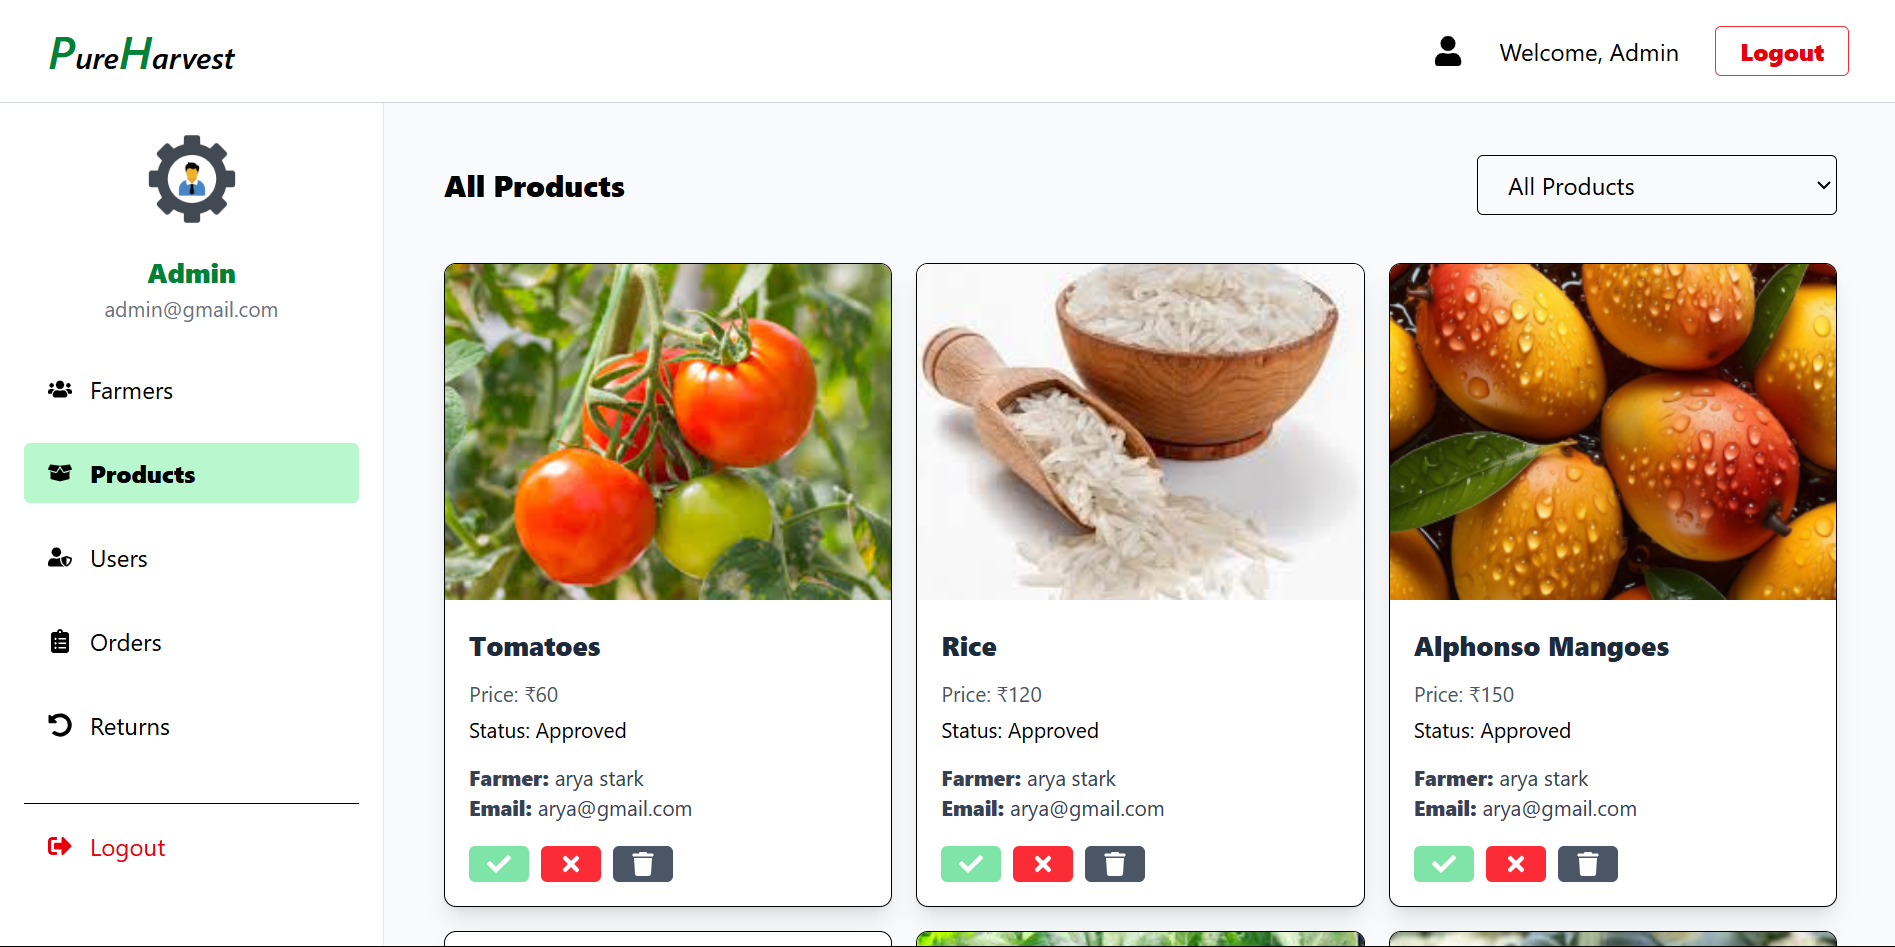 PureHarvest
Welcome, Admin
Logout
Admin
admin@gmail.com
Farmers
Products
Users
Orders
Returns
Logout
All Products
All Products
Tomatoes
Price: ₹60
Status: Approved
Farmer: arya stark
Email: arya@gmail.com
Rice
Price: ₹120
Status: Approved
Farmer: arya stark
Email: arya@gmail.com
Alphonso Mangoes
Price: ₹150
Status: Approved
Farmer: arya stark
Email: arya@gmail.com